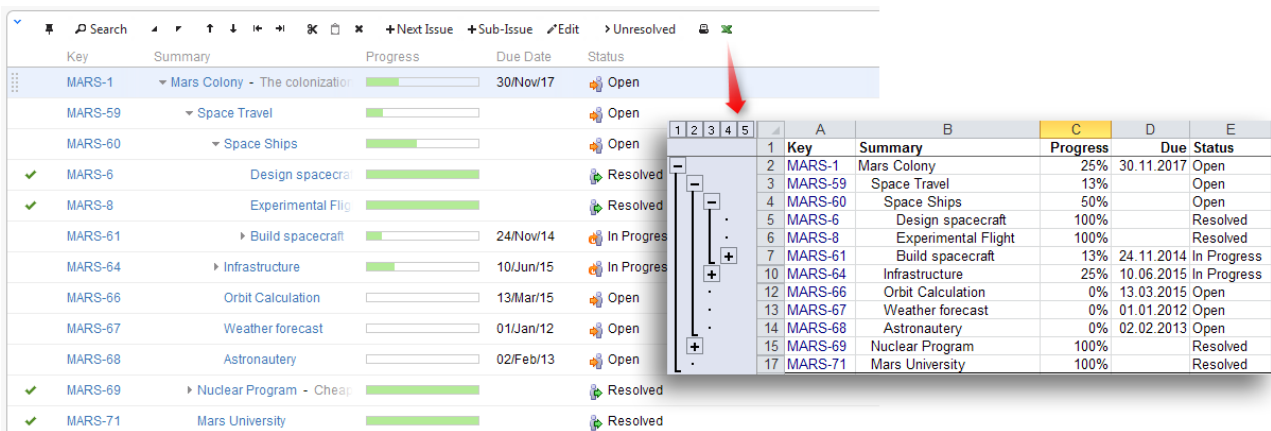 Search +Next Issue +Sub-Issue Edit >Unresolved
Key Summary Progress Due Date Status
MARS-1 Mars Colony - The colonization 30/Nov/17 Open
MARS-59 Space Travel Open
MARS-60 Space Ships Open
MARS-6 Design spacecra Resolved
MARS-8 Experimental Flig Resolved
MARS-61 Build spacecraft 24/Nov/14 In Progres
MARS-64 Infrastructure 10/Jun/15 In Progres
MARS-66 Orbit Calculation 13/Mar/15 Open
MARS-67 Weather forecast 01/Jan/12 Open
MARS-68 Astronautery 02/Feb/13 Open
MARS-69 Nuclear Program - Cheap Resolved
MARS-71 Mars University Resolved
1 2 3 4 5 A B C D E
1 Key Summary Progress Due Status
2 MARS-1 Mars Colony 25% 30.11.2017 Open
3 MARS-59 Space Travel 13% Open
4 MARS-60 Space Ships 50% Open
5 MARS-6 Design spacecraft 100% Resolved
6 MARS-8 Experimental Flight 100% Resolved
7 MARS-61 Build spacecraft 13% 24.11.2014 In Progress
10 MARS-64 Infrastructure 25% 10.06.2015 In Progress
12 MARS-66 Orbit Calculation 0% 13.03.2015 Open
13 MARS-67 Weather forecast 0% 01.01.2012 Open
14 MARS-68 Astronautery 0% 02.02.2013 Open
15 MARS-69 Nuclear Program 100% Resolved
17 MARS-71 Mars University 100% Resolved